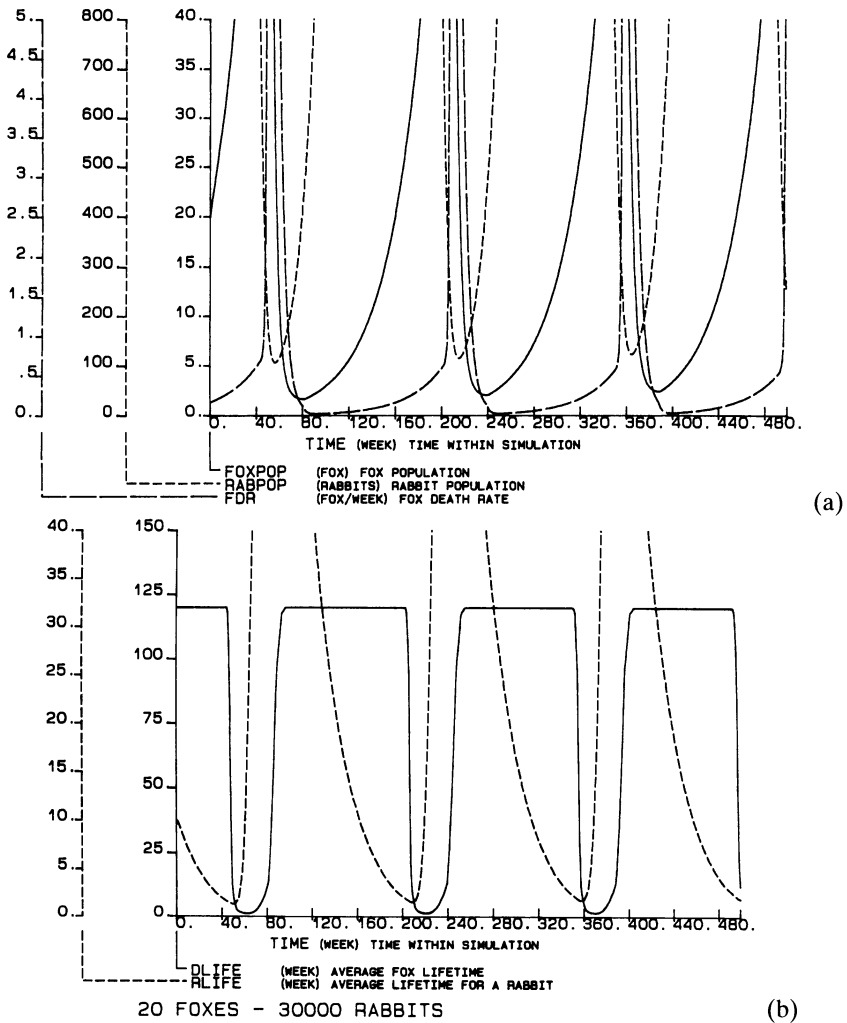 800. 40.
5. 700. 35.
4.5
4. 600. 30.
3.5 500. 25.
3.
2.5 400. 20.
2. 300. 15.
1.5 200. 10.
1.
0.5 100. 5.
0. 0. 0.
0. 40. 80. 120. 160. 200. 240. 280. 320. 360. 400. 440. 480.
TIME (WEEK) TIME WITHIN SIMULATION
FOXPOP (FOX) FOX POPULATION
RABPOP (RABBITS) RABBIT POPULATION
FDR (FOX/WEEK) FOX DEATH RATE
(a)
40. 150.
35. 125.
30.
25. 100.
20. 75.
15.
10. 50.
5. 25.
0. 0.
0. 40. 80. 120. 160. 200. 240. 280. 320. 360. 400. 440. 480.
TIME (WEEK) TIME WITHIN SIMULATION
DLIFE (WEEK) AVERAGE FOX LIFETIME
RLIFE (WEEK) AVERAGE LIFETIME FOR A RABBIT
20 FOXES - 30000 RABBITS (b)